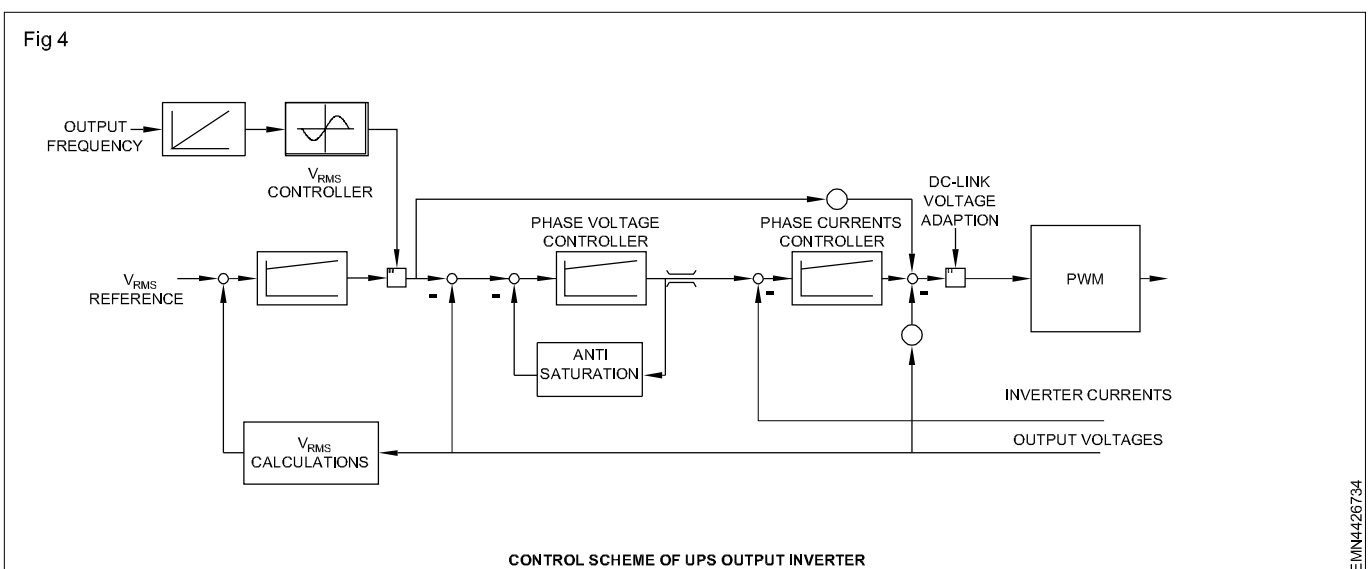 Fig 4
OUTPUT
FREQUENCY
VRMS
CONTROLLER
DC-LINK
VOLTAGE
ADAPTION
PHASE VOLTAGE
CONTROLLER
PHASE CURRENTS
CONTROLLER
VRMS
REFERENCE
PWM
ANTI
SATURATION
INVERTER CURRENTS
OUTPUT VOLTAGES
VRMS
CALCULATIONS
CONTROL SCHEME OF UPS OUTPUT INVERTER
EMN4426734